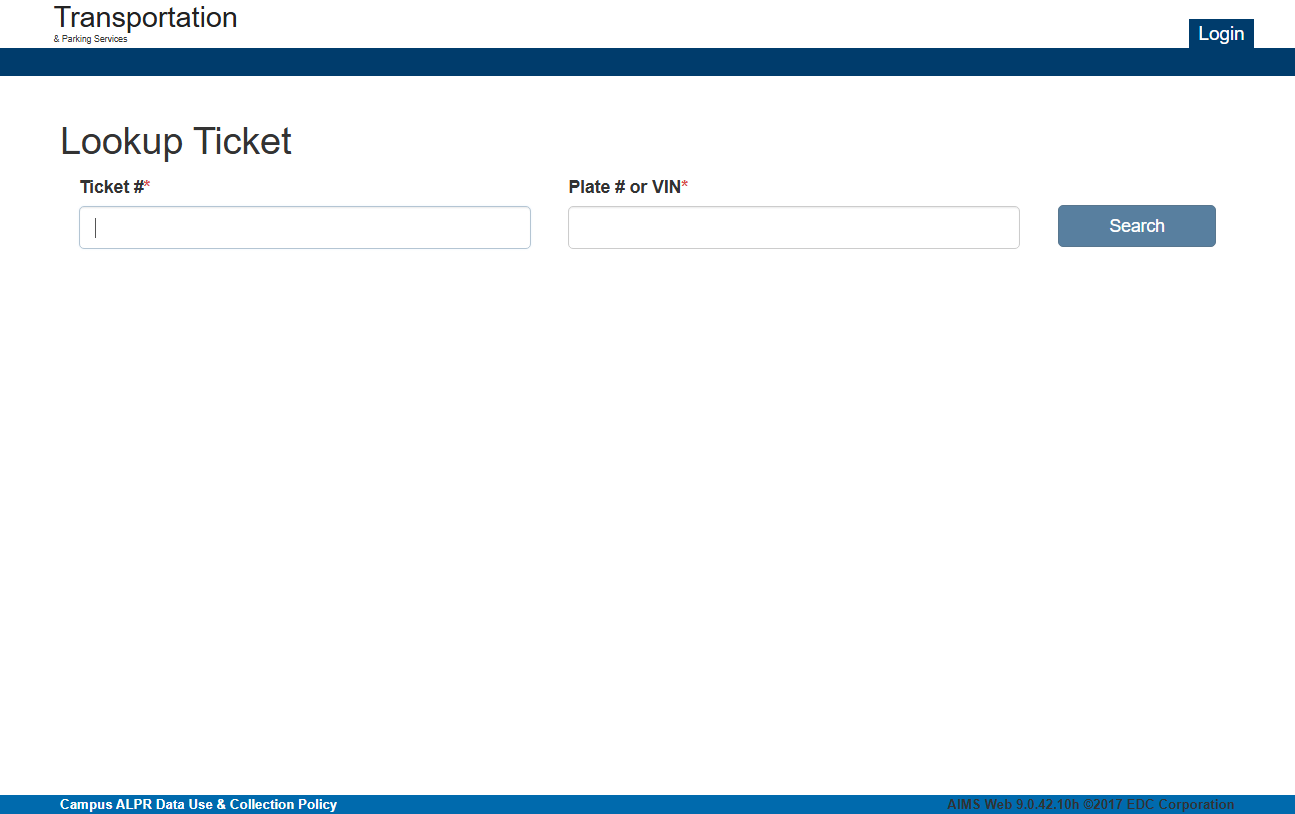 Transportation
& Parking Services
Login
Lookup Ticket
Ticket #*
Plate # or VIN*
Search
Campus ALPR Data Use & Collection Policy
AIMS Web 9.0.42.10h ©2017 EDC Corporation